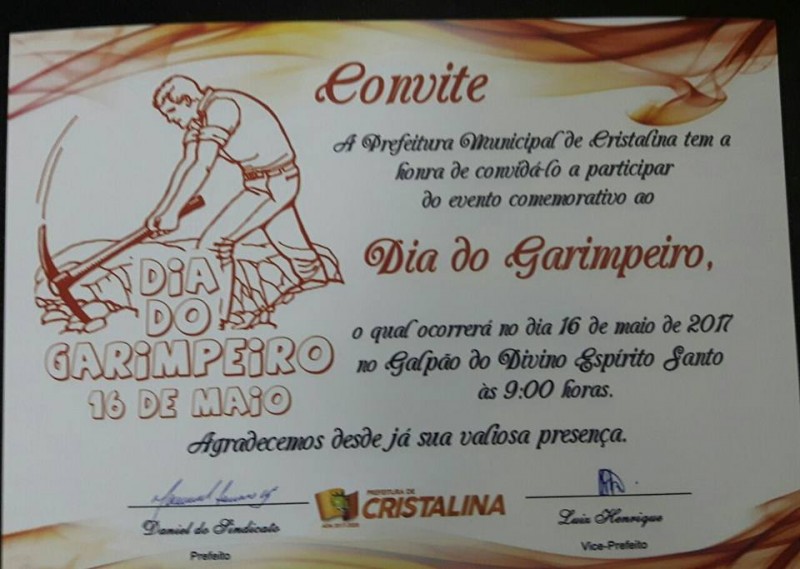 Convite
A Prefeitura Municipal de Cristalina tem a
honra de convidá-lo a participar
do evento comemorativo ao
Dia do Garimpeiro,
o qual ocorrerá no dia 16 de maio de 2017
no Galpão do Divino Espírito Santo
às 9:00 horas.
DIA
DO
GARIMPEIRO
16 DE MAIO
Agradecemos desde já sua valiosa presença.
Daniel do Sindicato
Prefeito
PREFEITURA DE
CRISTALINA
Luiz Henrique
Vice-Prefeito